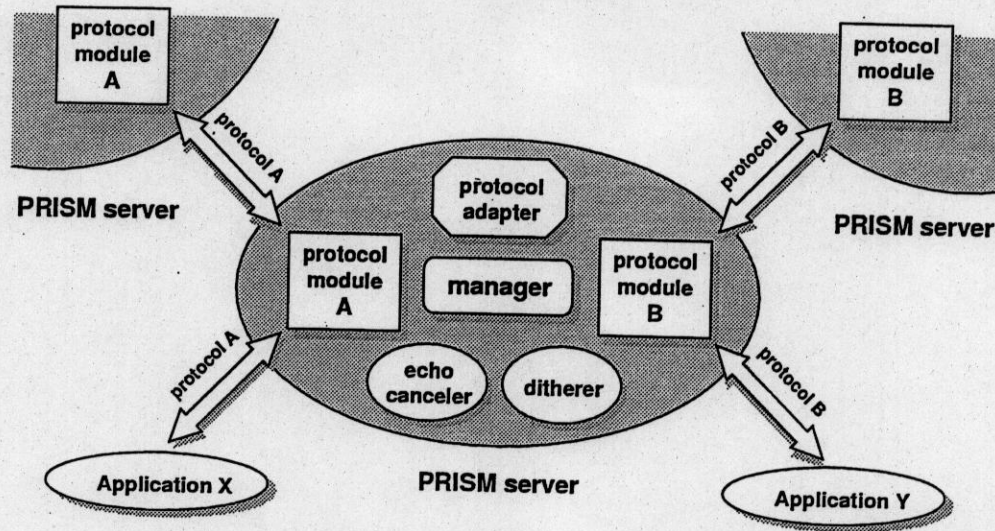 protocol
module
A
protocol
module
B
protocol A
protocol B
PRISM server
PRISM server
protocol
adapter
protocol
module
A
manager
protocol
module
B
protocol A
protocol B
echo
canceler
ditherer
Application X
PRISM server
Application Y